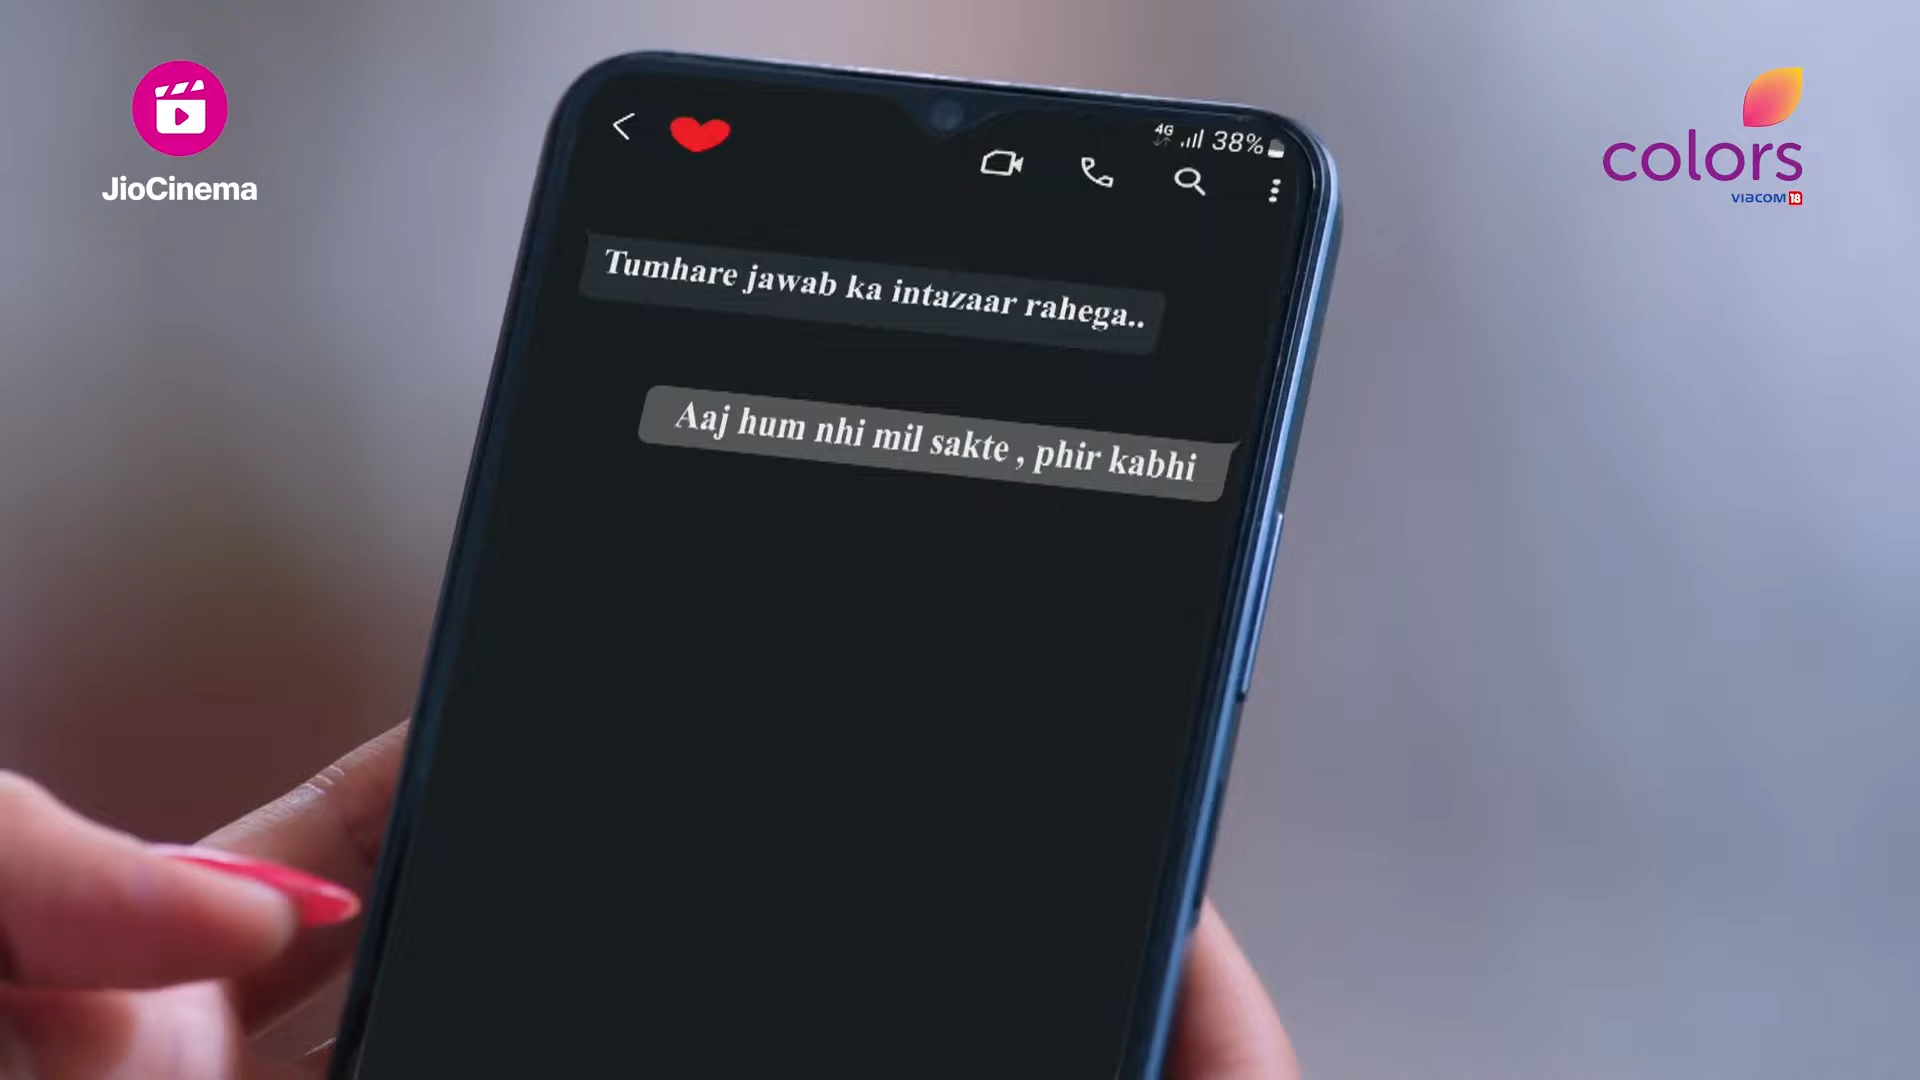 JioCinema
colors
VIACOM 18
4G 38%
Tumhare jawab ka intazaar rahega..
Aaj hum nhi mil sakte , phir kabhi